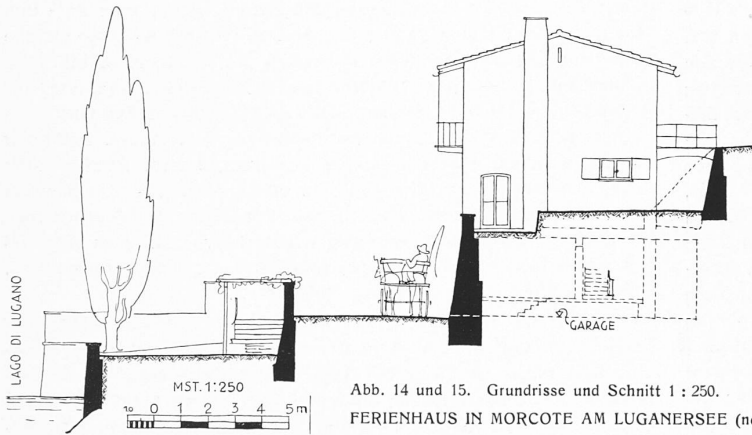 LAGO DI LUGANO
GARAGE
MST. 1:250
10 0 1 2 3 4 5 m
Abb. 14 und 15. Grundrisse und Schnitt 1 : 250.
FERIENHAUS IN MORCOTE AM LUGANERSEE